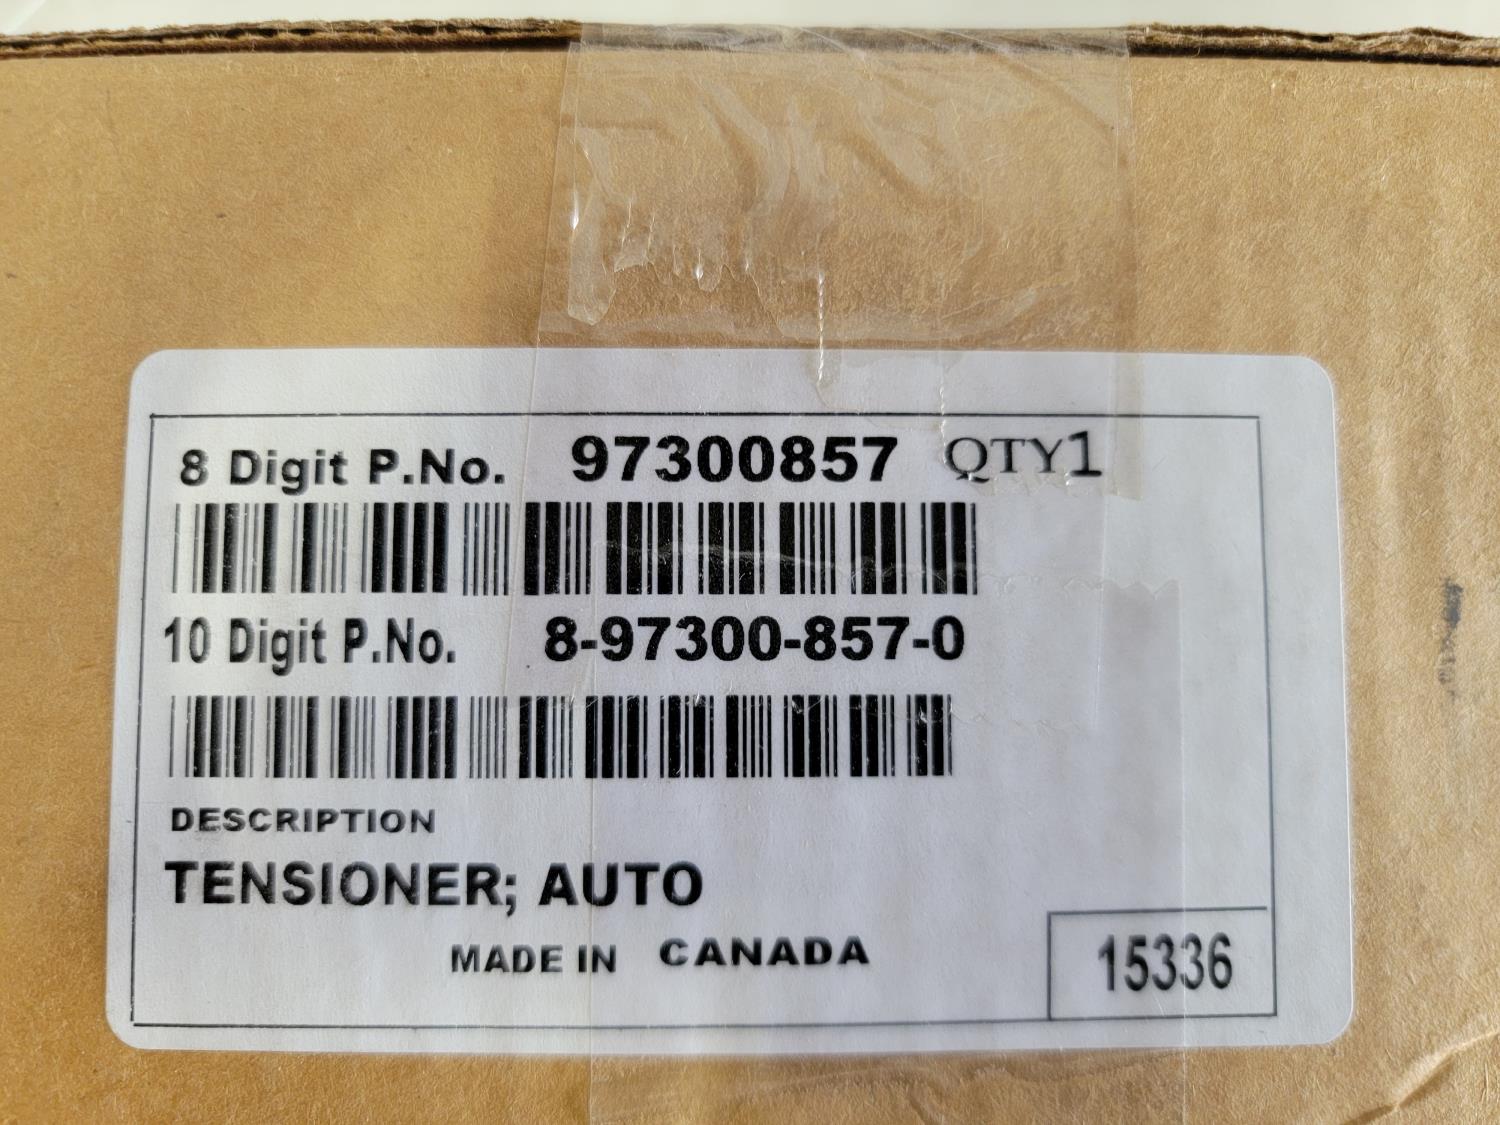 8 Digit P.No. 97300857 QTY1
10 Digit P.No. 8-97300-857-0
DESCRIPTION
TENSIONER; AUTO
MADE IN CANADA
15336